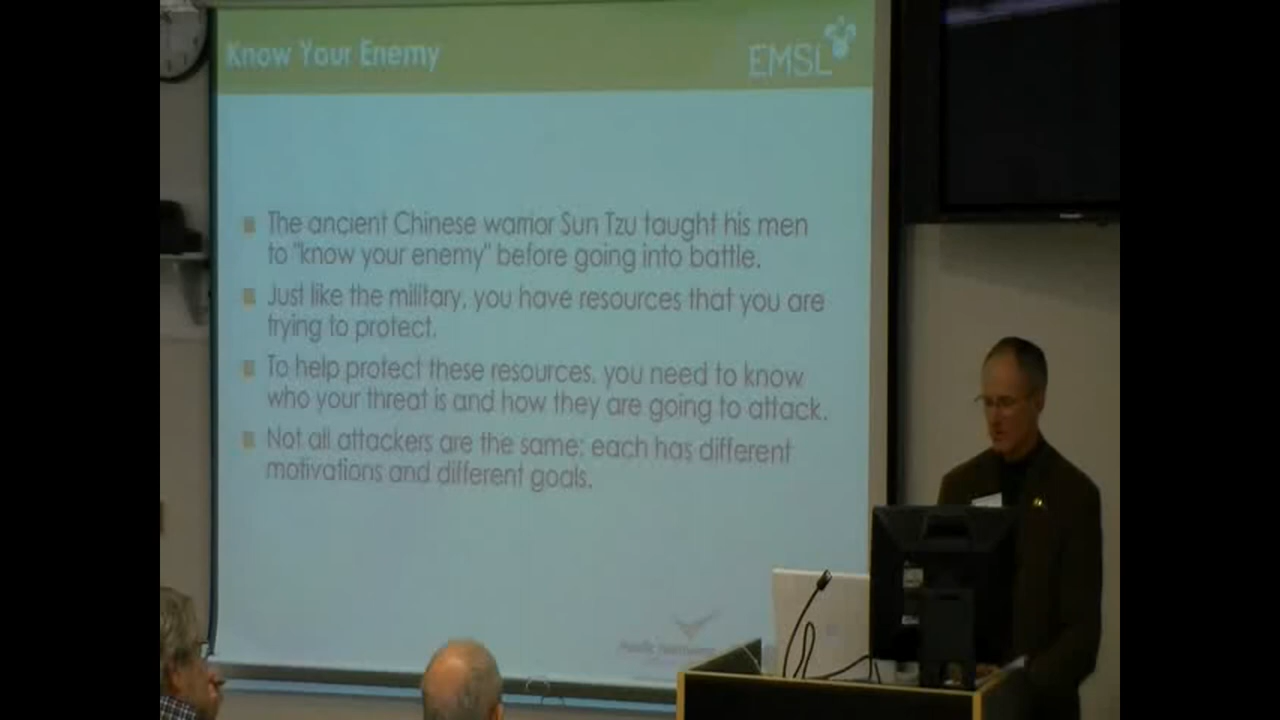 Know Your Enemy
EMSL
The ancient Chinese warrior Sun Tzu taught his men
to "know your enemy" before going into battle.
Just like the military, you have resources that you are
trying to protect.
To help protect these resources, you need to know
who your threat is and how they are going to attack.
Not all attackers are the same; each has different
motivations and different goals.